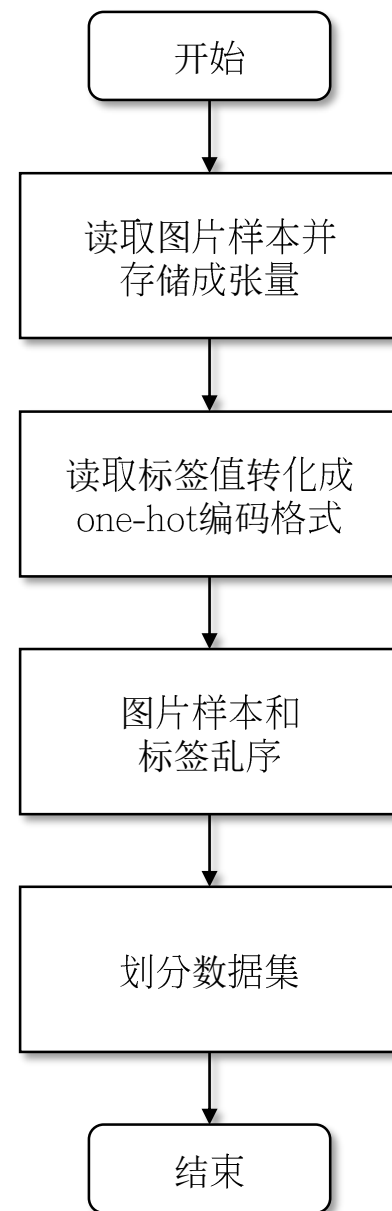 开始
读取图片样本并
存储成张量
读取标签值转化成
one-hot编码格式
图片样本和
标签乱序
划分数据集
结束